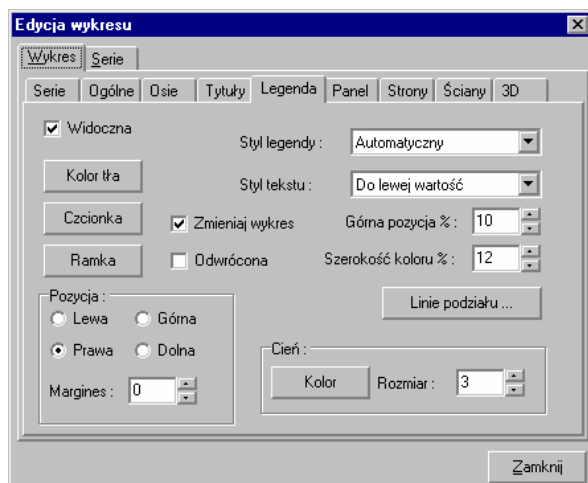 Edycja wykresu
Wykres Serie
Serie Ogólne Osie Tytuły Legenda Panel Strony Ściany 3D
Widoczna
Styl legendy : Automatyczny
Kolor tła
Styl tekstu : Do lewej wartość
Czcionka Zmieniaj wykres Górna pozycja % : 10
Ramka Odwrócona Szerokość koloru % : 12
Pozycja : Linie podziału ...
Lewa Górna
Prawa Dolna Cień :
Margines : 0 Kolor Rozmiar : 3
Zamknij